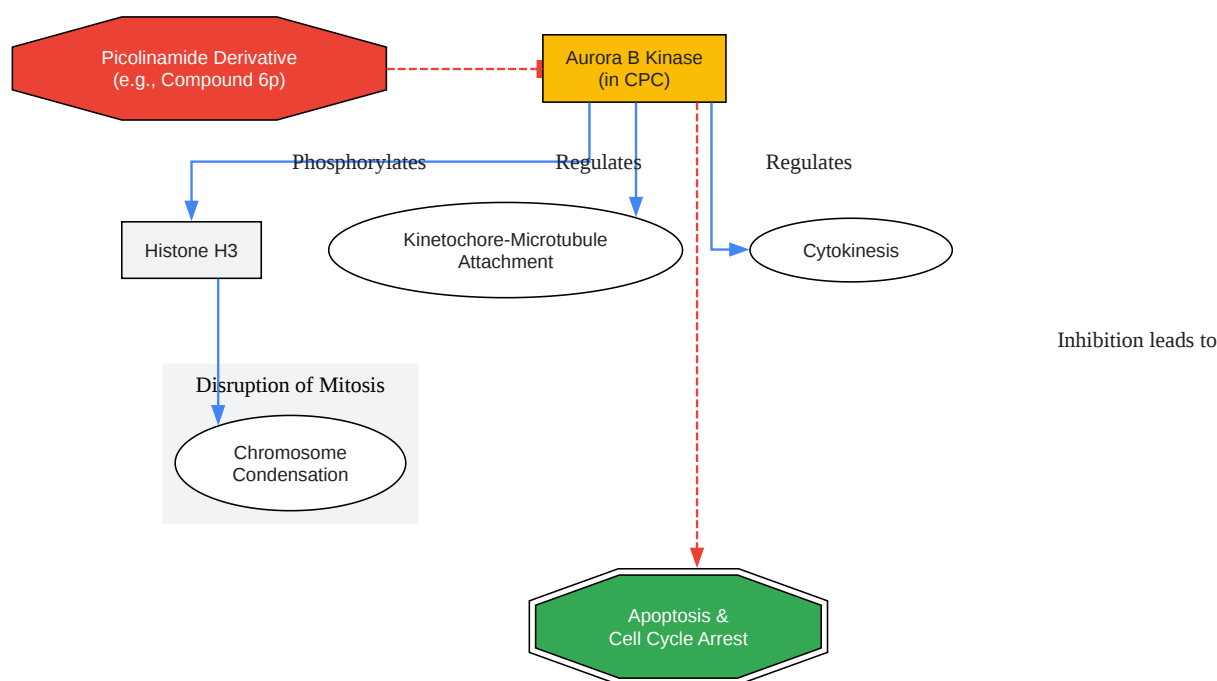 Picolinamide Derivative
(e.g., Compound 6p)
Aurora B Kinase
(in CPC)
Phosphorylates
Regulates
Regulates
Histone H3
Kinetochore-Microtubule
Attachment
Cytokinesis
Inhibition leads to
Disruption of Mitosis
Chromosome
Condensation
Apoptosis &
Cell Cycle Arrest